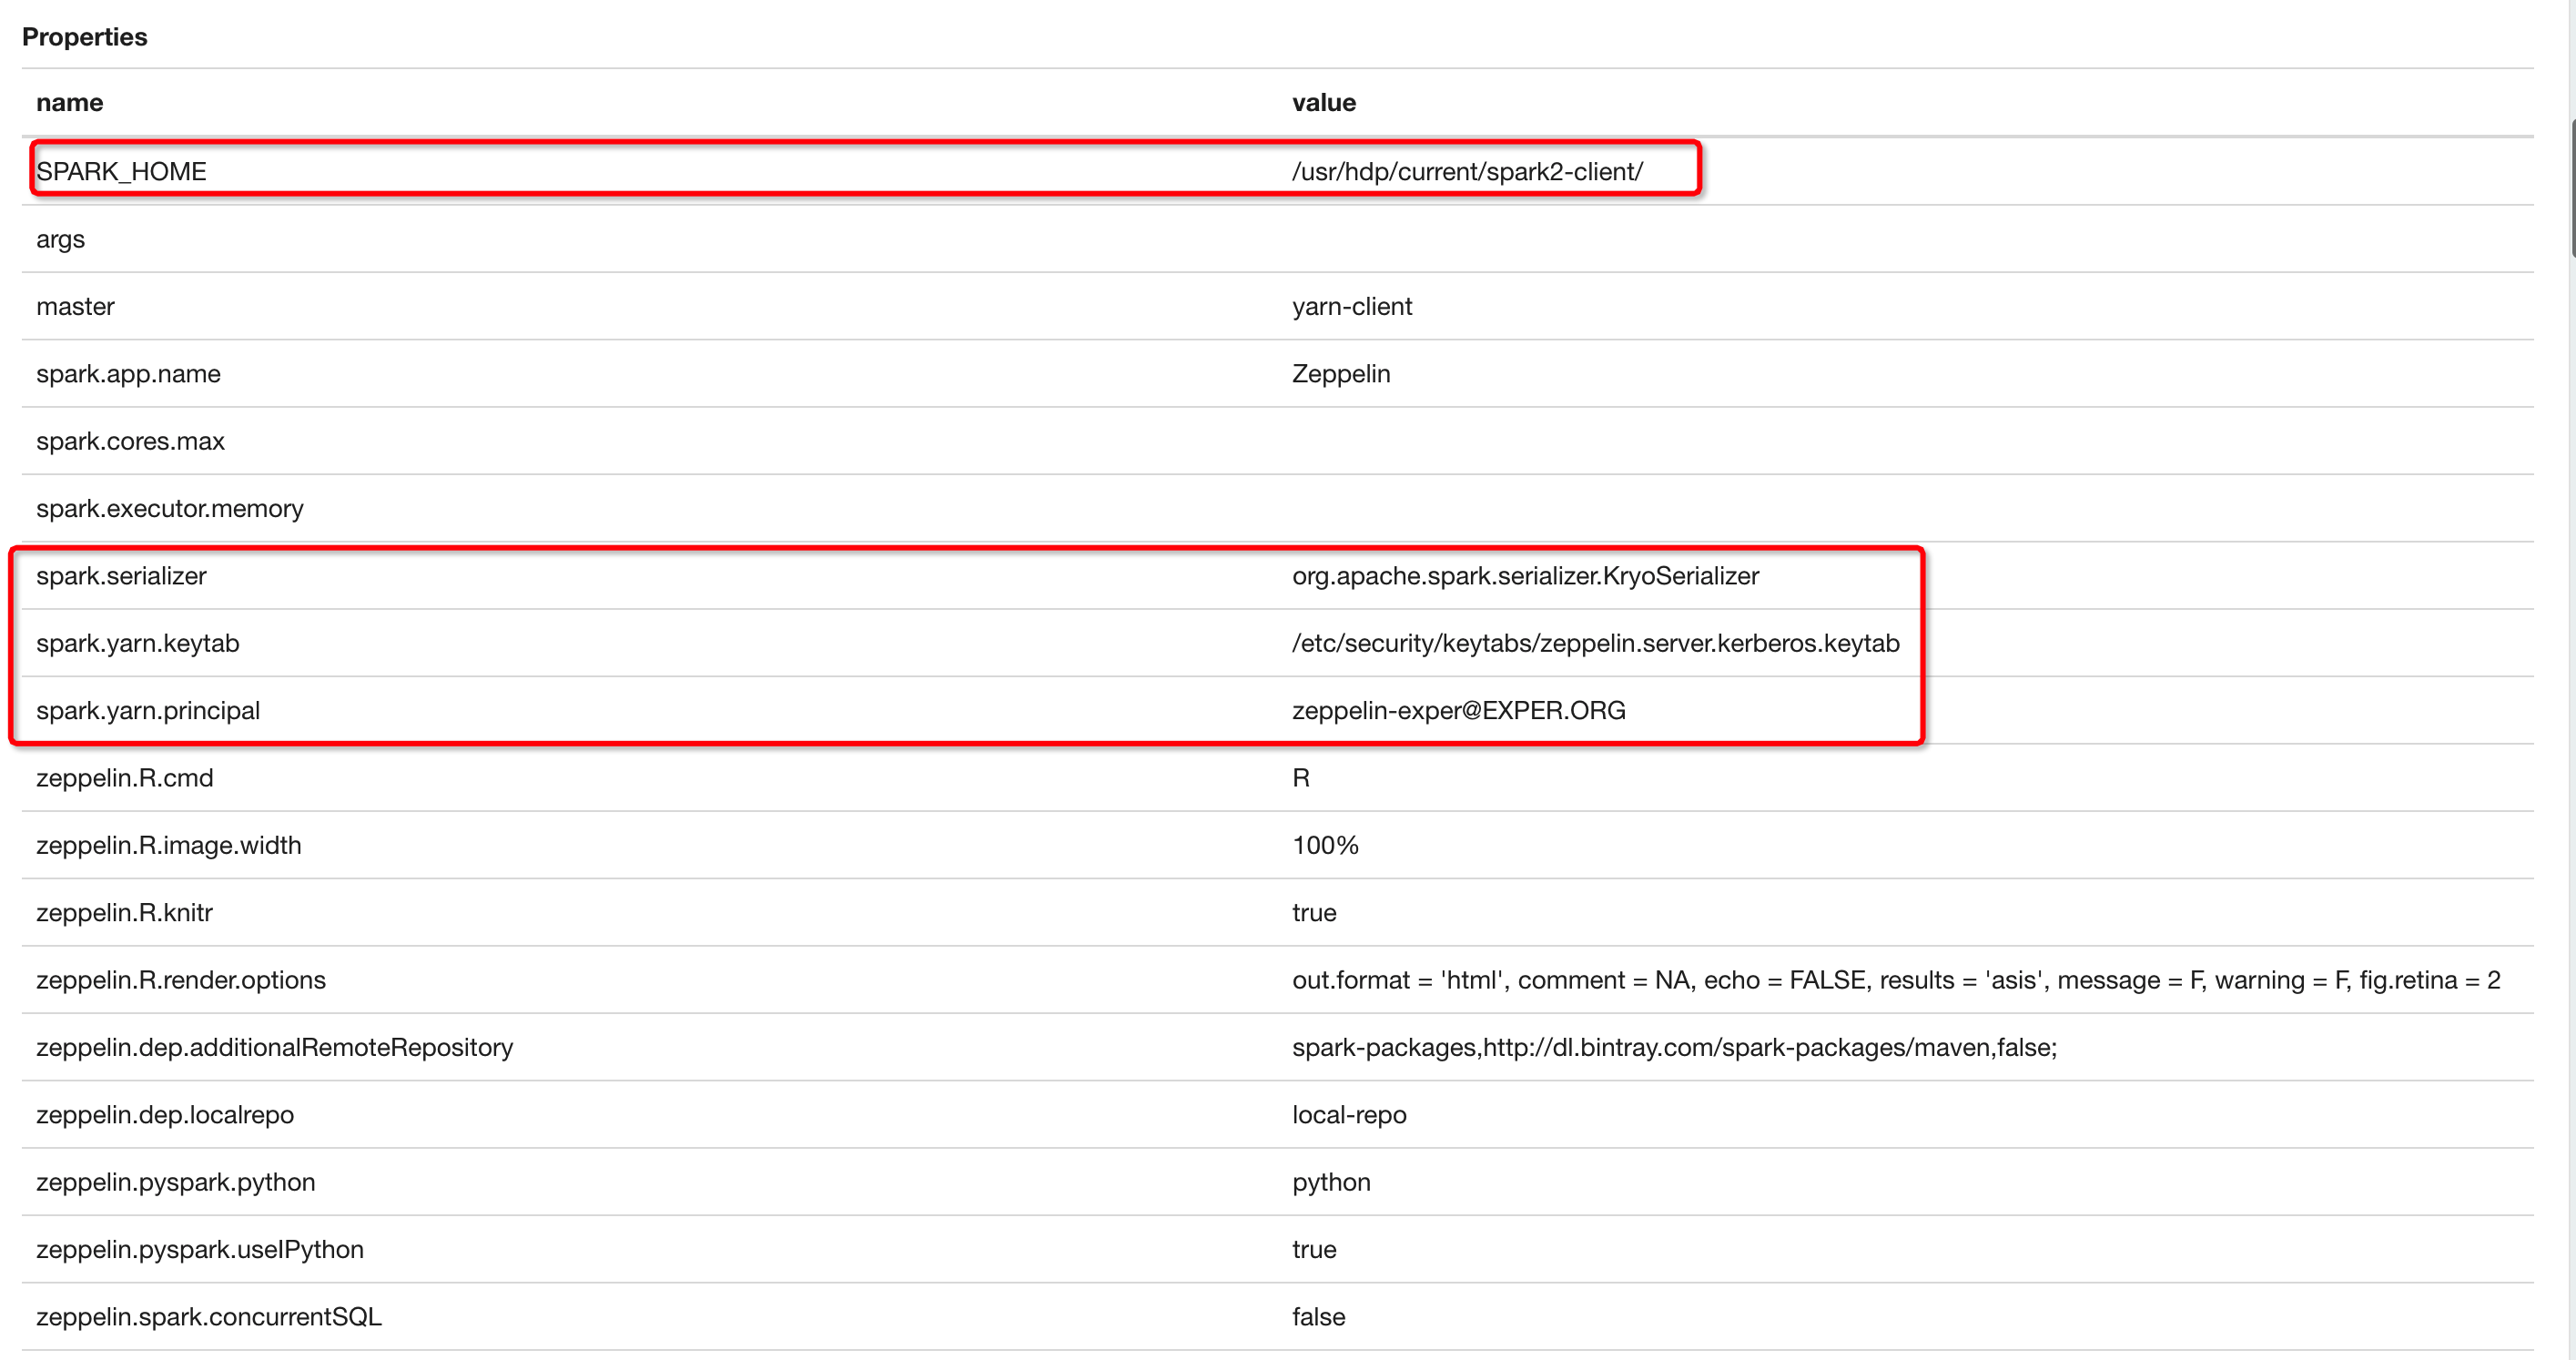 Properties
name value
SPARK_HOME /usr/hdp/current/spark2-client/
args
master yarn-client
spark.app.name Zeppelin
spark.cores.max
spark.executor.memory
spark.serializer org.apache.spark.serializer.KryoSerializer
spark.yarn.keytab /etc/security/keytabs/zeppelin.server.kerberos.keytab
spark.yarn.principal zeppelin-exper@EXPER.ORG
zeppelin.R.cmd R
zeppelin.R.image.width 100%
zeppelin.R.knitr true
zeppelin.R.render.options out.format = 'html', comment = NA, echo = FALSE, results = 'asis', message = F, warning = F, fig.retina = 2
zeppelin.dep.additionalRemoteRepository spark-packages,http://dl.bintray.com/spark-packages/maven,false;
zeppelin.dep.localrepo local-repo
zeppelin.pyspark.python python
zeppelin.pyspark.useIPython true
zeppelin.spark.concurrentSQL false